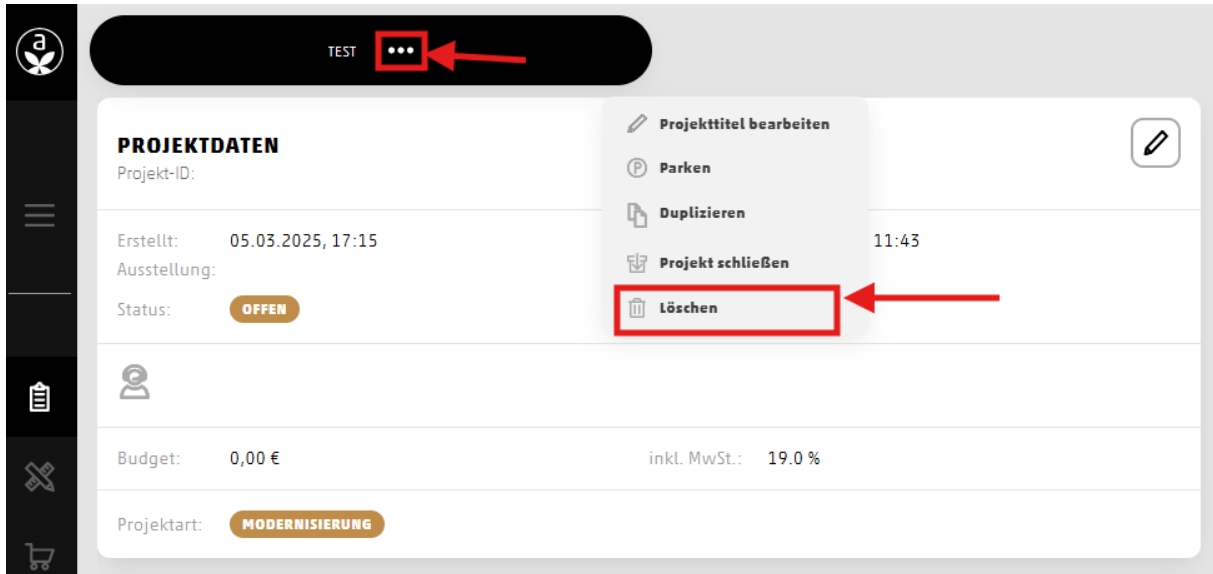 a
TEST •••
PROJEKTDATEN
Projekt-ID:
Erstellt: 05.03.2025, 17:15
11:43
Ausstellung:
Status: OFFEN
Projekttitel bearbeiten
P Parken
Duplizieren
Projekt schließen
Löschen
Budget: 0,00 € inkl. MwSt.: 19.0 %
Projektart: MODERNISIERUNG